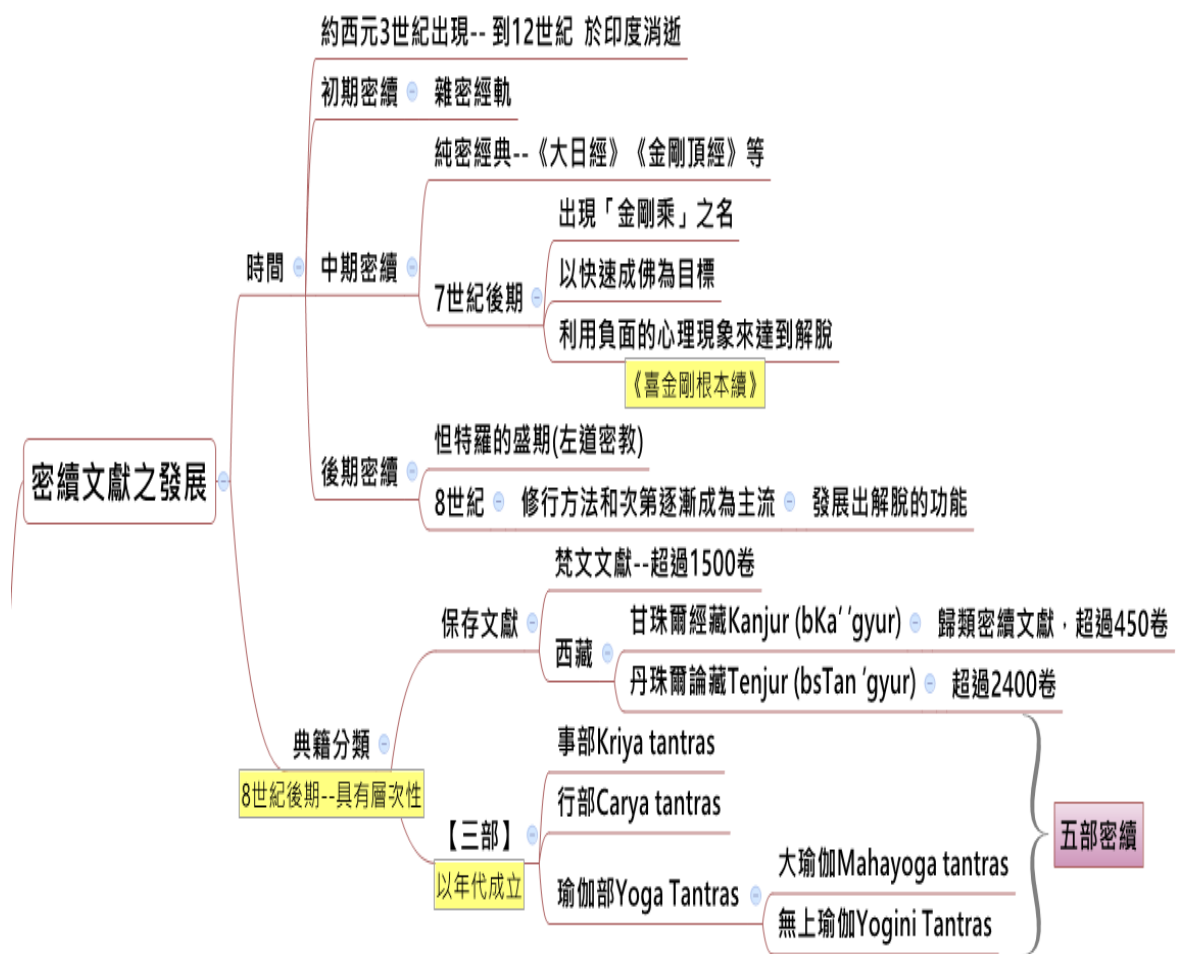 約西元3世紀出現-- 到12世紀 於印度消逝
初期密續 雜密經軌
純密經典--《大日經》《金剛頂經》等
出現「金剛乘」之名
時間 中期密續
以快速成佛為目標
7世紀後期
利用負面的心理現象來達到解脫
《喜金剛根本續》
怛特羅的盛期(左道密教)
後期密續
密續文獻之發展
8世紀 修行方法和次第逐漸成為主流 發展出解脫的功能
梵文文獻--超過1500卷
保存文獻
甘珠爾經藏Kanjur (bKa’ ‘gyur) 歸類密續文獻，超過450卷
西藏
丹珠爾論藏Tenjur (bsTan ‘gyur) 超過2400卷
典籍分類
8世紀後期--具有層次性
事部Kriya tantras
行部Carya tantras
【三部】
以年代成立
五部密續
大瑜伽Mahayoga tantras
瑜伽部Yoga Tantras
無上瑜伽Yogini Tantras